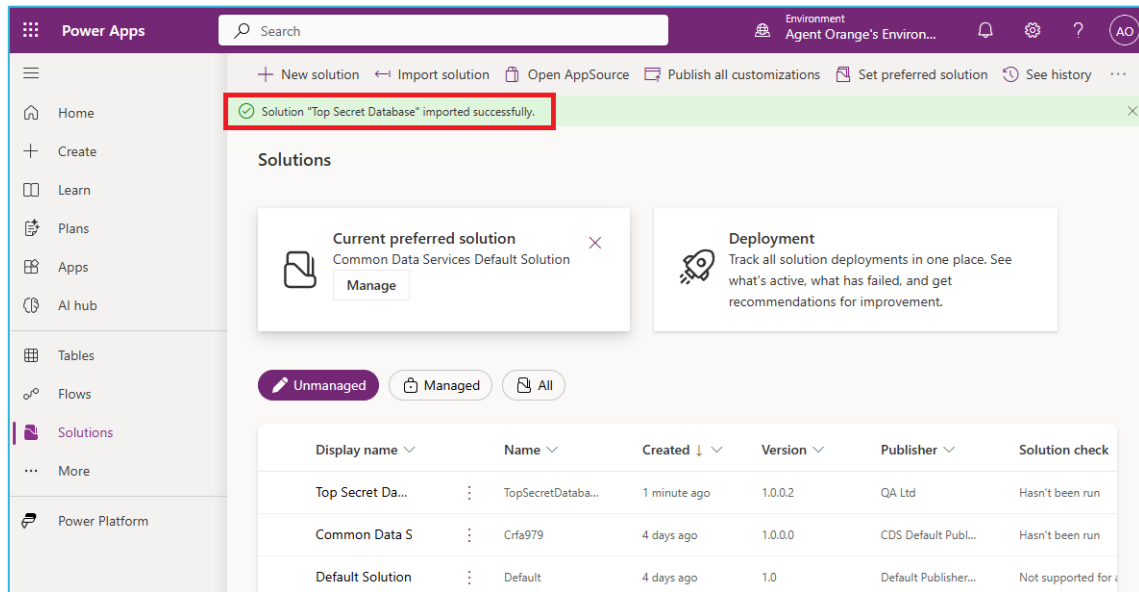 Power Apps
Search
Environment
Agent Orange's Environ...
?
AO
New solution
Import solution
Open AppSource
Publish all customizations
Set preferred solution
See history
...
Solution "Top Secret Database" imported successfully.
Home
Create
Learn
Plans
Apps
AI hub
Tables
Flows
Solutions
More
Power Platform
Solutions
Current preferred solution
Common Data Services Default Solution
Manage
Deployment
Track all solution deployments in one place. See
what's active, what has failed, and get
recommendations for improvement.
Unmanaged
Managed
All
Display name Name Created ↓ Version Publisher Solution check
Top Secret Da... TopSecretDataba... 1 minute ago 1.0.0.2 QA Ltd Hasn't been run
Common Data S Crfa979 4 days ago 1.0.0.0 CDS Default Publ... Hasn't been run
Default Solution Default 4 days ago 1.0 Default Publisher... Not supported for